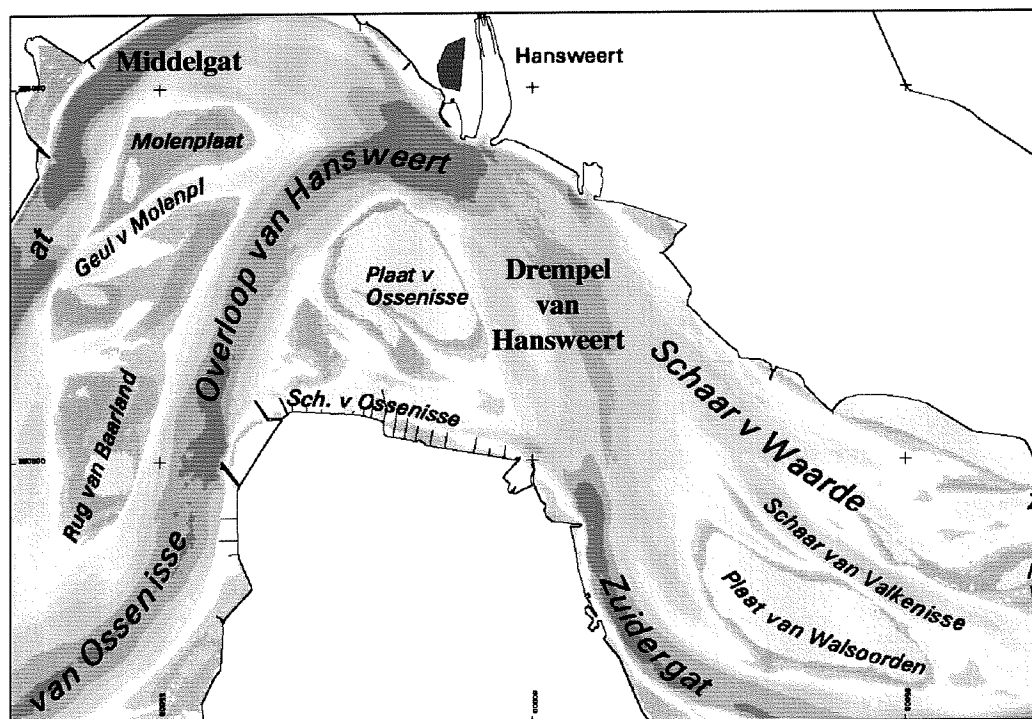 Hansweert
Middelgat
Molenplaat
Overloop van Hansweert
Geul v Molenpl
at
Plaat v
Ossenisse
Drempel
van
Hansweert
Schaar v Waarde
Sch. v Ossenisse
Rug van Baarland
Schaar van Valkenisse
Plaat van Walsoorden
Zuidergat
van Ossenisse